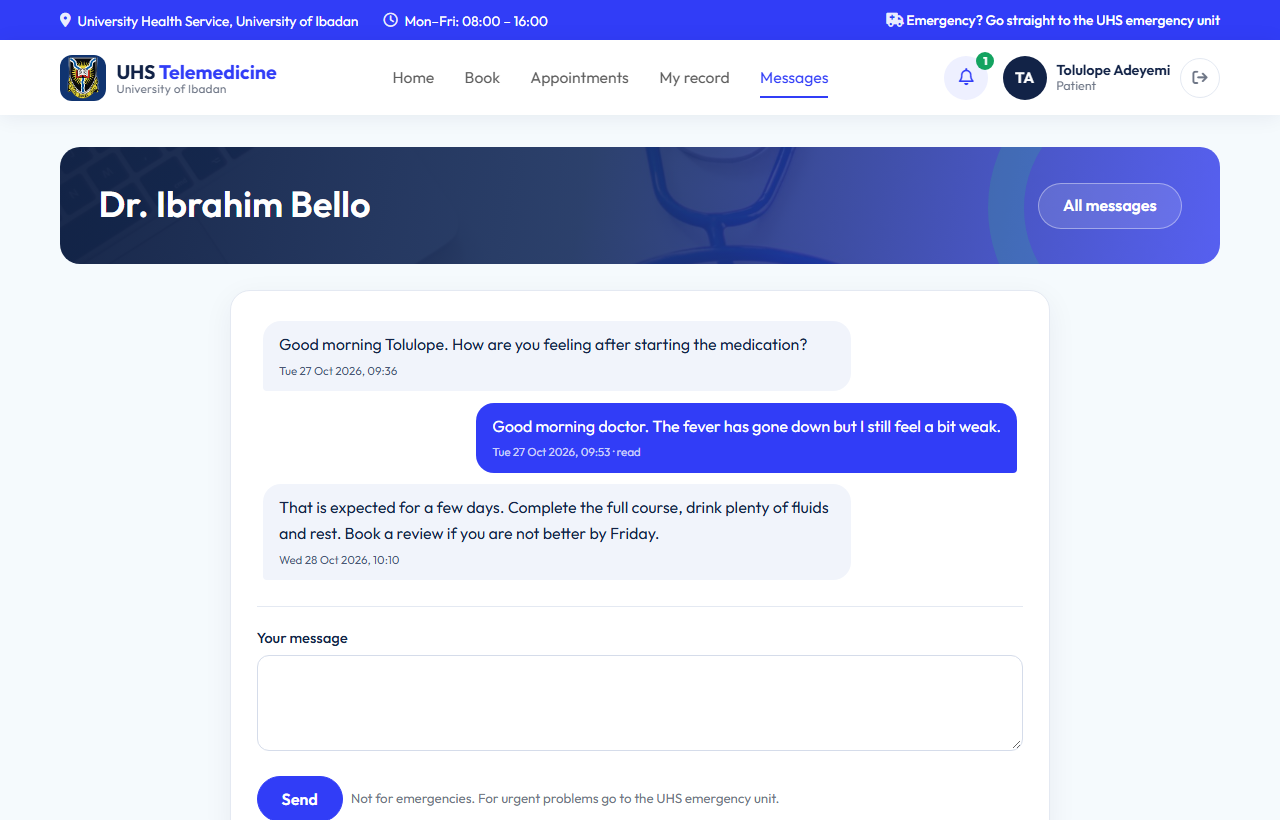 University Health Service, University of Ibadan
Mon–Fri: 08:00 – 16:00
Emergency? Go straight to the UHS emergency unit
UHS Telemedicine
University of Ibadan
Home
Book
Appointments
My record
Messages
1
TA
Tolulope Adeyemi
Patient
Dr. Ibrahim Bello
All messages
Good morning Tolulope. How are you feeling after starting the medication?
Tue 27 Oct 2026, 09:36
Good morning doctor. The fever has gone down but I still feel a bit weak.
Tue 27 Oct 2026, 09:53 · read
That is expected for a few days. Complete the full course, drink plenty of fluids
and rest. Book a review if you are not better by Friday.
Wed 28 Oct 2026, 10:10
Your message
Send
Not for emergencies. For urgent problems go to the UHS emergency unit.